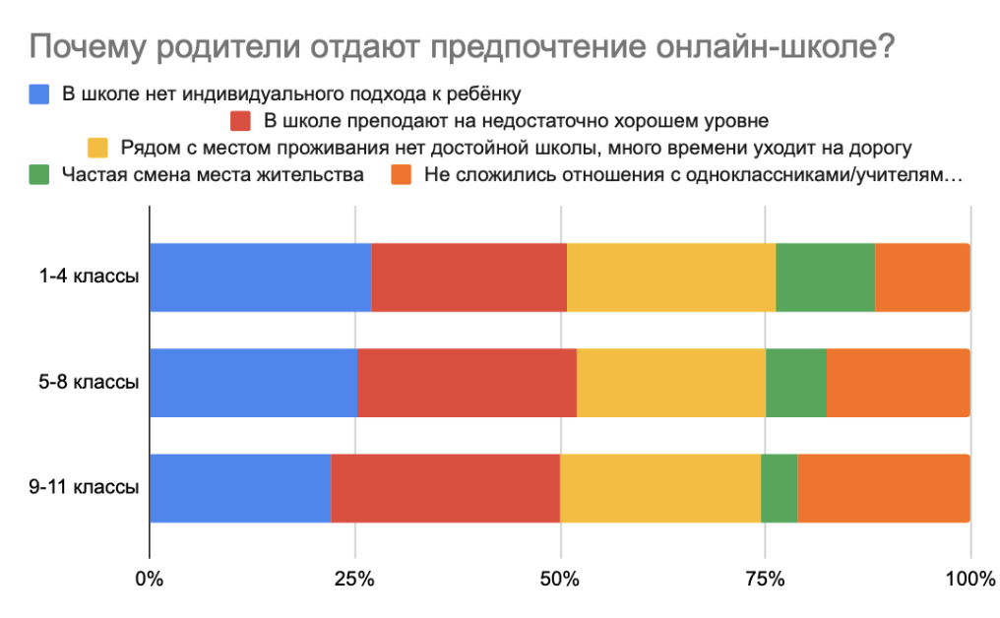 Почему родители отдают предпочтение онлайн-школе?
В школе нет индивидуального подхода к ребёнку
В школе преподают на недостаточно хорошем уровне
Рядом с местом проживания нет достойной школы, много времени уходит на дорогу
Частая смена места жительства
Не сложились отношения с одноклассниками/учителям…
1-4 классы
5-8 классы
9-11 классы
0% 25% 50% 75% 100%